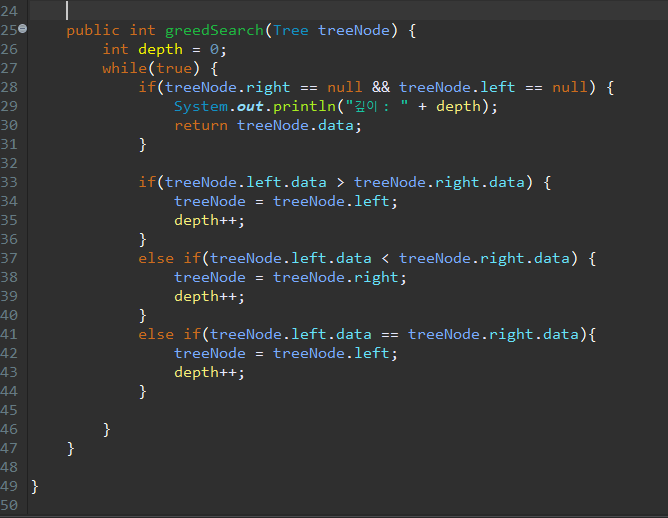 24
25 public int greedSearch(Tree treeNode) {
26 int depth = 0;
27 while(true) {
28 if(treeNode.right == null && treeNode.left == null) {
29 System.out.println("깊이 : " + depth);
30 return treeNode.data;
31 }
32
33 if(treeNode.left.data > treeNode.right.data) {
34 treeNode = treeNode.left;
35 depth++;
36 }
37 else if(treeNode.left.data < treeNode.right.data) {
38 treeNode = treeNode.right;
39 depth++;
40 }
41 else if(treeNode.left.data == treeNode.right.data){
42 treeNode = treeNode.left;
43 depth++;
44 }
45
46 }
47 }
48
49 }
50